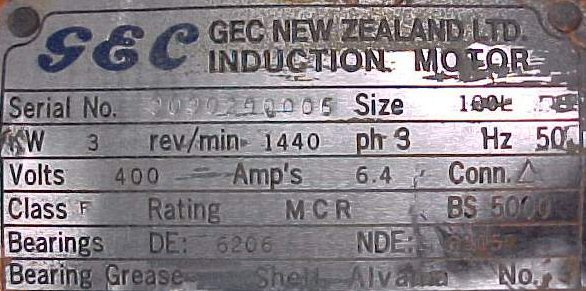 GEC GEC NEW ZEALAND LTD.
INDUCTION MOTOR
Serial No. Size 100L
KW 3 rev/min 1440 ph 3 Hz 50
Volts 400 Amp's 6.4 Conn. △
Class F Rating MCR BS 5000
Bearings DE: 6206 NDE:
Bearing Grease Shell Alvania No. 3